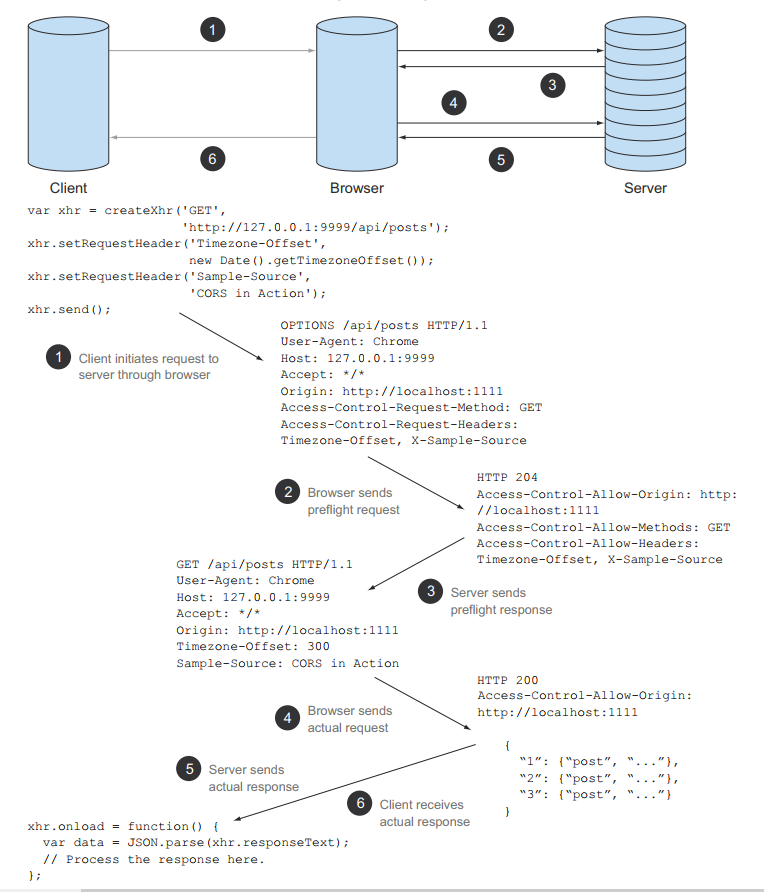 1
2
3
4
5
6
Client
Browser
Server
var xhr = createXhr('GET',
'http://127.0.0.1:9999/api/posts');
xhr.setRequestHeader('Timezone-Offset',
new Date().getTimezoneOffset());
xhr.setRequestHeader('Sample-Source',
'CORS in Action');
xhr.send();
1 Client initiates request to
server through browser
OPTIONS /api/posts HTTP/1.1
User-Agent: Chrome
Host: 127.0.0.1:9999
Accept: */*
Origin: http://localhost:1111
Access-Control-Request-Method: GET
Access-Control-Request-Headers:
Timezone-Offset, X-Sample-Source
2 Browser sends
preflight request
HTTP 204
Access-Control-Allow-Origin: http:
//localhost:1111
Access-Control-Allow-Methods: GET
Access-Control-Allow-Headers:
Timezone-Offset, X-Sample-Source
3 Server sends
preflight response
GET /api/posts HTTP/1.1
User-Agent: Chrome
Host: 127.0.0.1:9999
Accept: */*
Origin: http://localhost:1111
Timezone-Offset: 300
Sample-Source: CORS in Action
4 Browser sends
actual request
HTTP 200
Access-Control-Allow-Origin:
http://localhost:1111
{
“1”: {“post”, “...”},
“2”: {“post”, “...”},
“3”: {“post”, “...”}
}
5 Server sends
actual response
6 Client receives
actual response
xhr.onload = function() {
var data = JSON.parse(xhr.responseText);
// Process the response here.
};